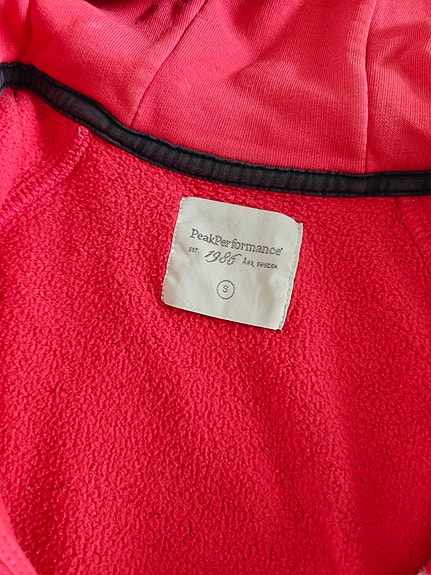 PeakPerformance®
EST. 1986 Åre, Sweden
S